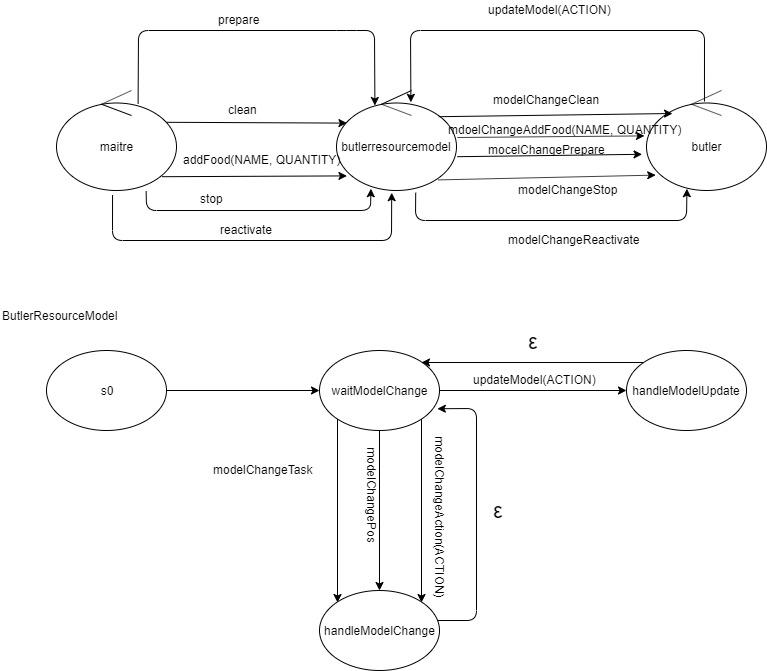 updateModel(ACTION)
prepare
clean
modelChangeClean
mdoelChangeAddFood(NAME, QUANTITY)
maitre
butlerresourcemodel
mocelChangePrepare
butler
addFood(NAME, QUANTITY)
modelChangeStop
stop
reactivate
modelChangeReactivate
ButlerResourceModel
ε
updateModel(ACTION)
s0
waitModelChange
handleModelUpdate
modelChangeTask
modelChangePos
modelChangeAction(ACTION)
ε
handleModelChange